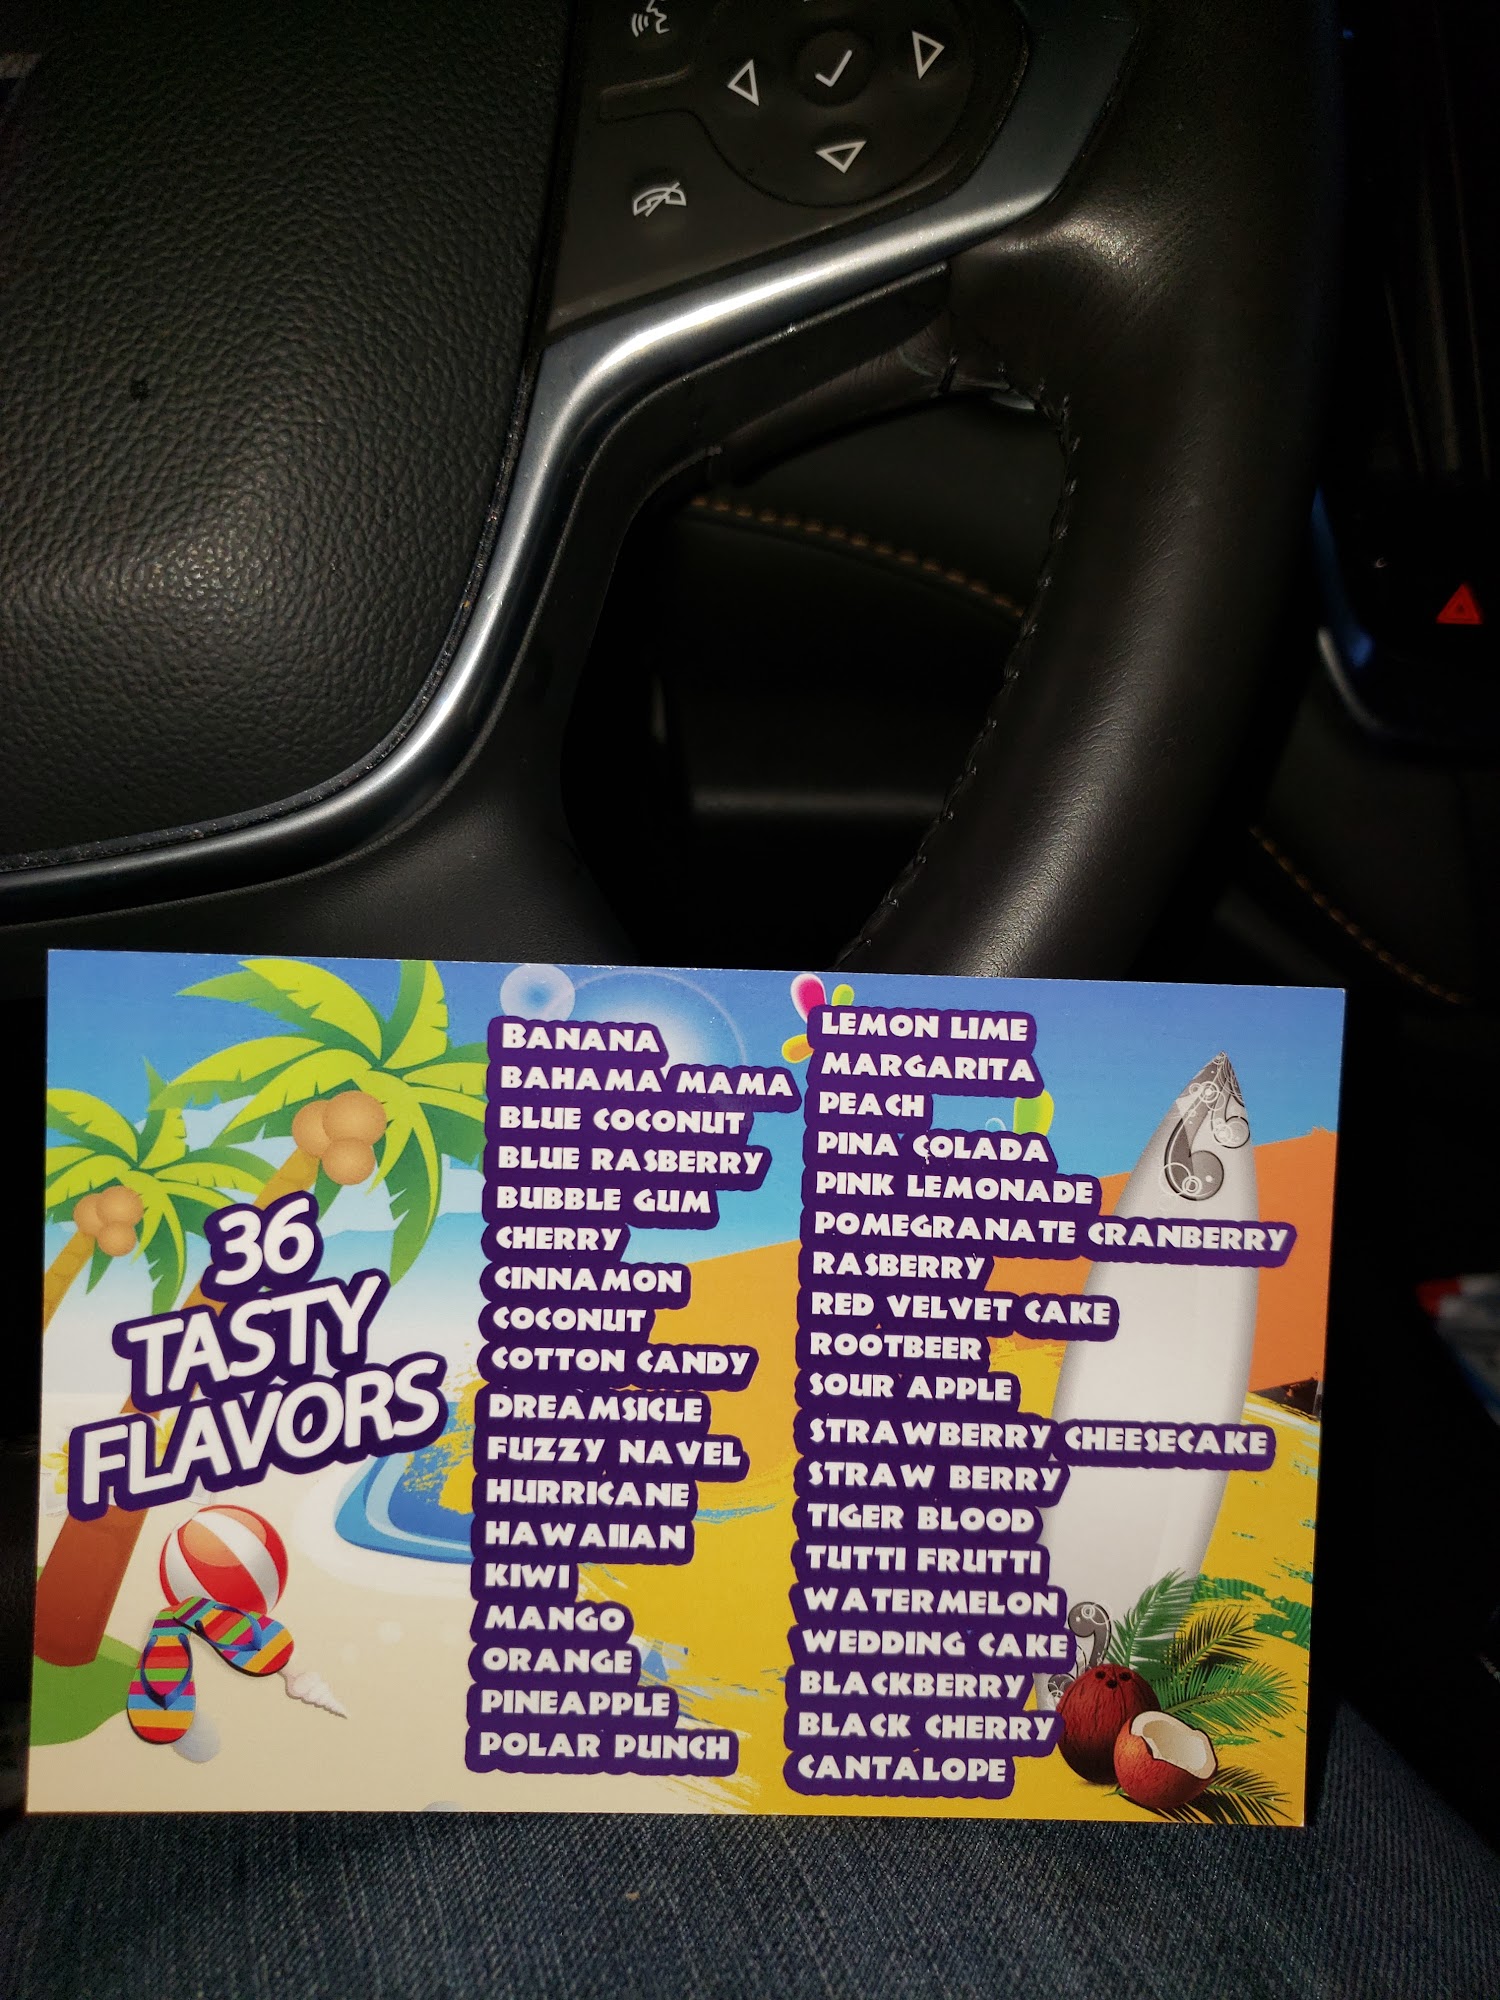 36
TASTY
FLAVORS
BANANA
BAHAMA MAMA
BLUE COCONUT
BLUE RASBERRY
BUBBLE GUM
CHERRY
CINNAMON
COCONUT
COTTON CANDY
DREAMSICLE
FUZZY NAVEL
HURRICANE
HAWAIIAN
KIWI
MANGO
ORANGE
PINEAPPLE
POLAR PUNCH
LEMON LIME
MARGARITA
PEACH
PINA COLADA
PINK LEMONADE
POMEGRANATE CRANBERRY
RASBERRY
RED VELVET CAKE
ROOTBEER
SOUR APPLE
STRAWBERRY CHEESECAKE
STRAW BERRY
TIGER BLOOD
TUTTI FRUTTI
WATERMELON
WEDDING CAKE
BLACKBERRY
BLACK CHERRY
CANTALOPE